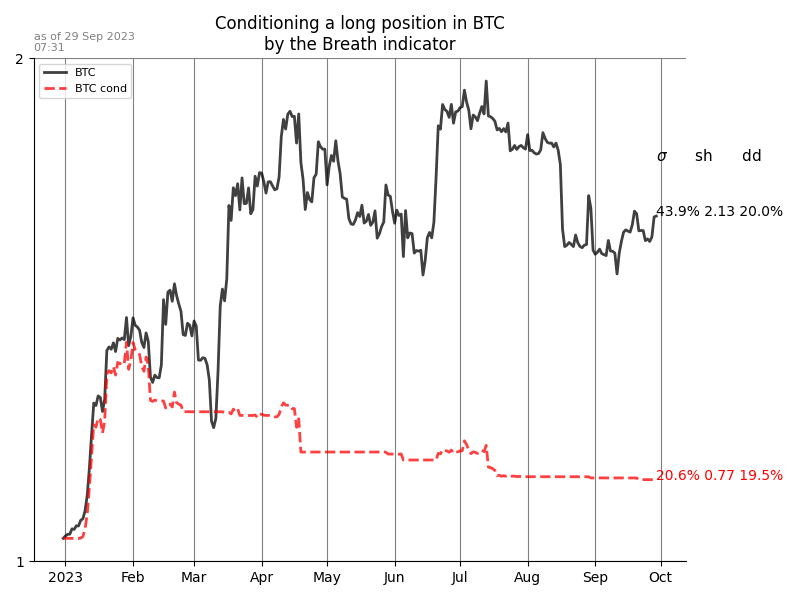 Conditioning a long position in BTC
by the Breath indicator
as of 29 Sep 2023
07:31
2
BTC
BTC cond
σ sh dd
43.9% 2.13 20.0%
20.6% 0.77 19.5%
1
2023 Feb Mar Apr May Jun Jul Aug Sep Oct